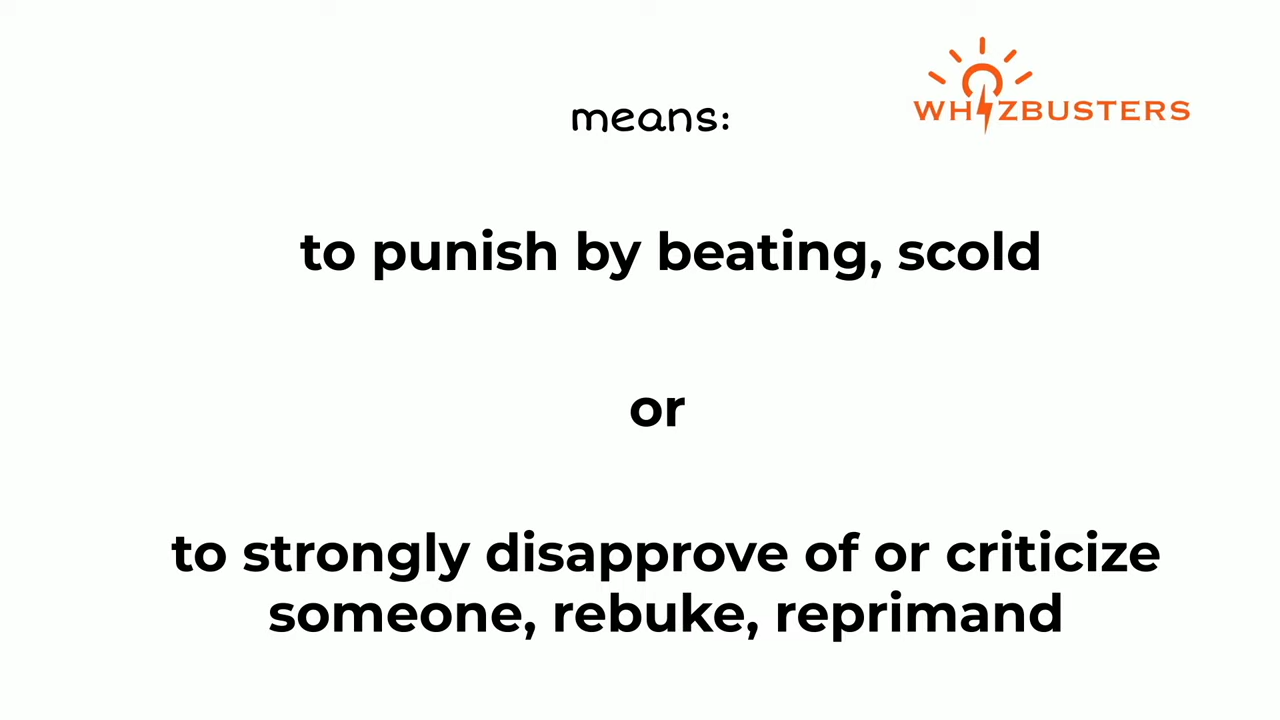 means:
WHIZBUSTERS
to punish by beating, scold
or
to strongly disapprove of or criticize
someone, rebuke, reprimand